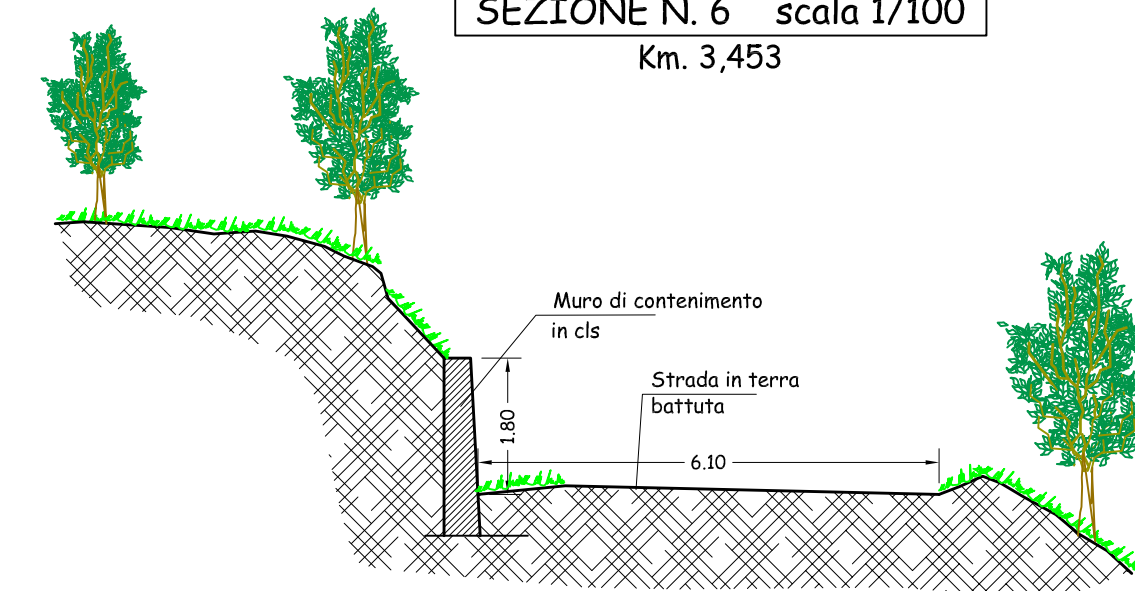 SEZIONE N. 6 scala 1/100
Km. 3,453
Muro di contenimento
in cls
Strada in terra
battuta
1.80
6.10